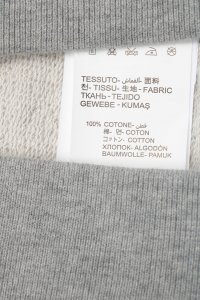 TESSUTO- قماش - 面料
천 - TISSU - 生地 - FABRIC
ТКАНЬ - TEJIDO
GEWEBE - KUMAŞ
100% COTONE - قطن - COTTON
棉 - 면 - COTON
コットン - COTTON
ХЛОПОК - ALGODÓN
BAUMWOLLE - PAMUK